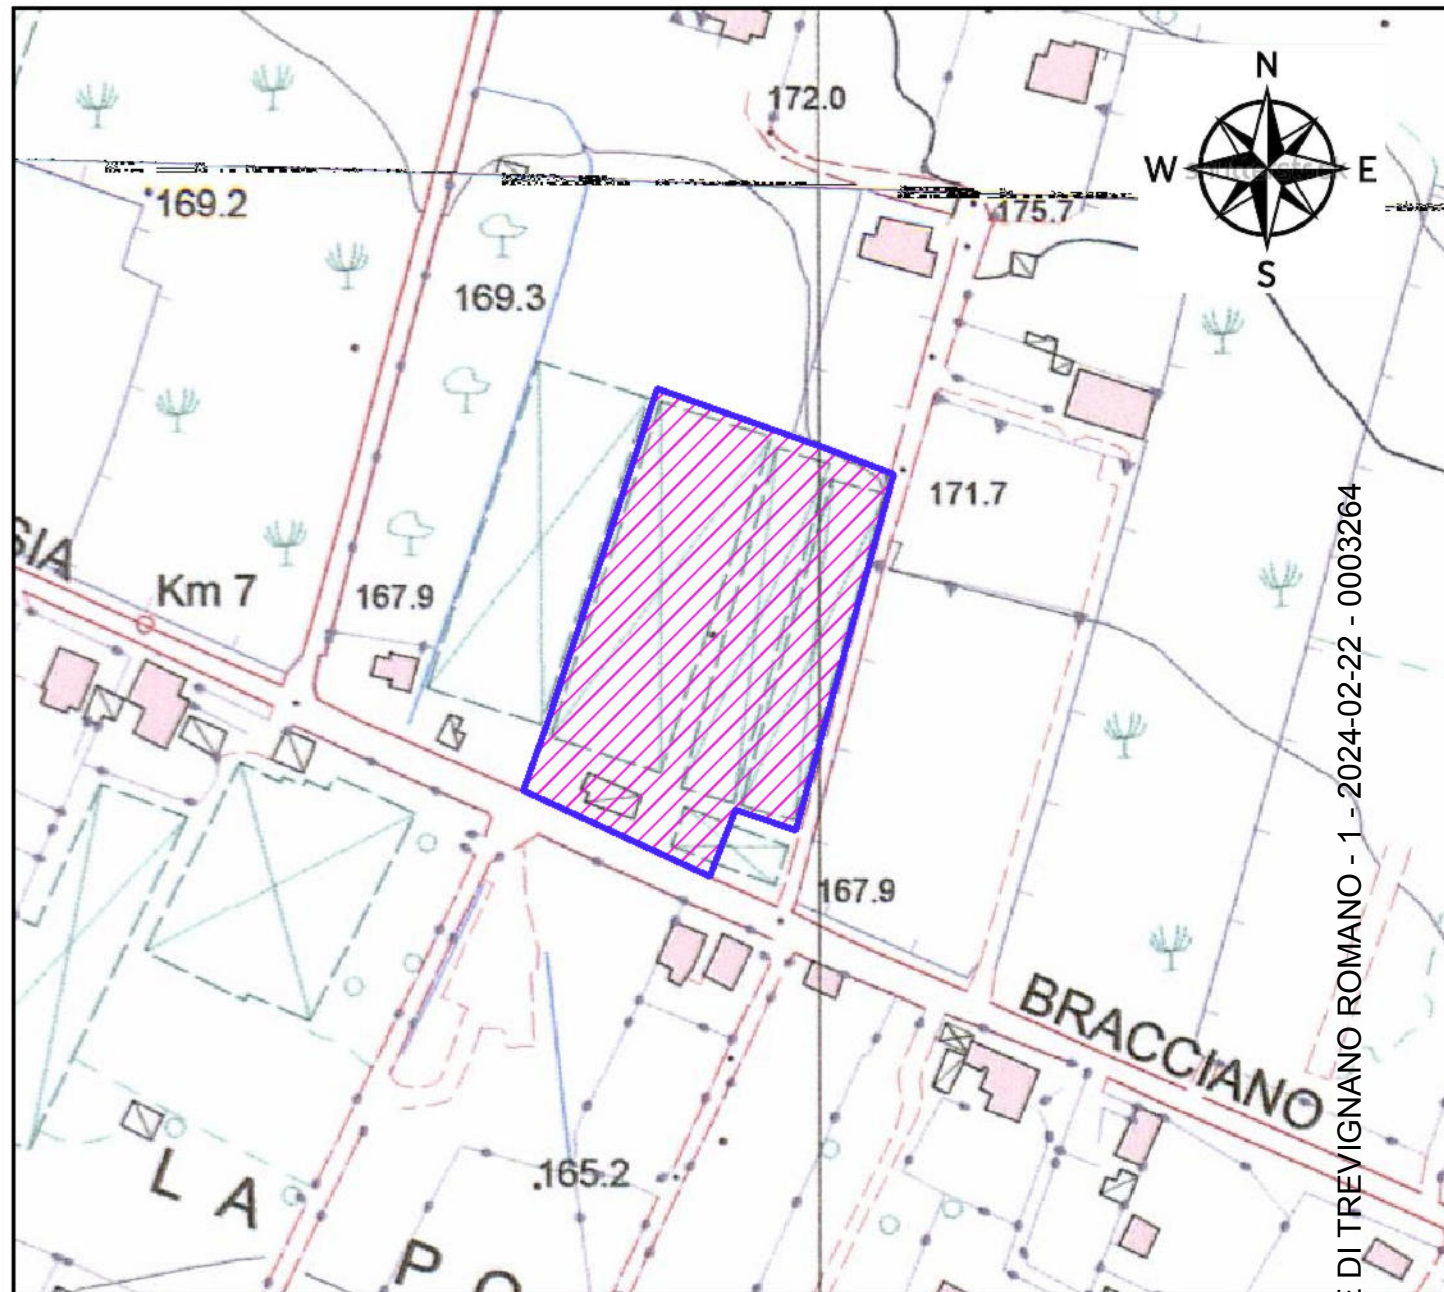 N
172.0
W
E
169.2
175.7
S
169.3
171.7
SIA
Km 7
167.9
167.9
BRACCIANO
165.2
L A
P O
E DI TREVIGNANO ROMANO - 1 - 2024-02-22 - 0003264